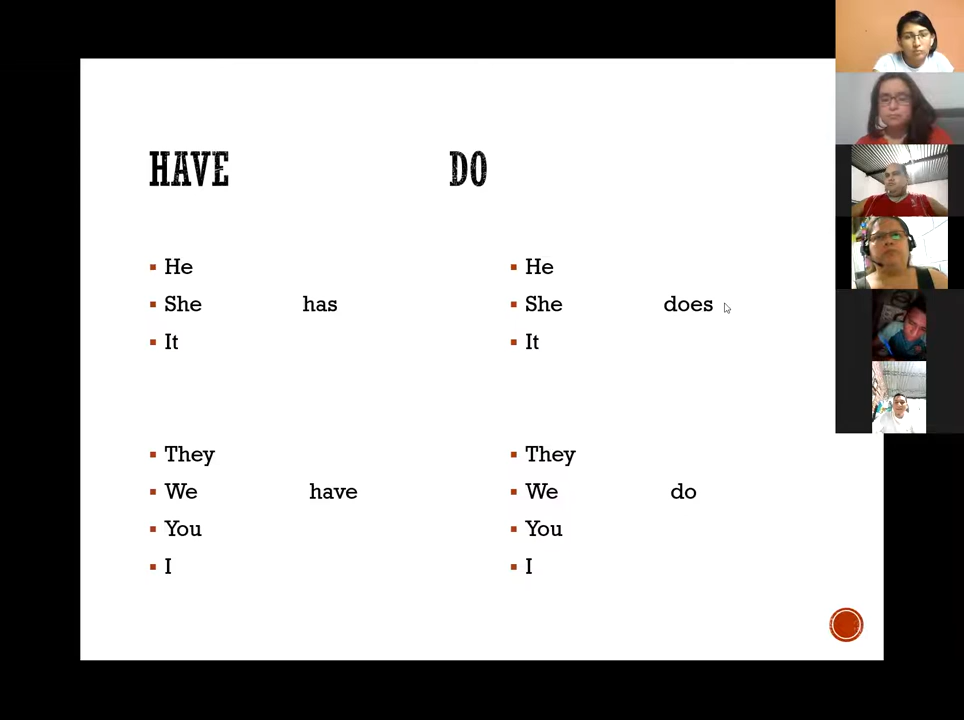 HAVE
He
She has
It
They
We have
You
I
DO
He
She does
It
They
We do
You
I